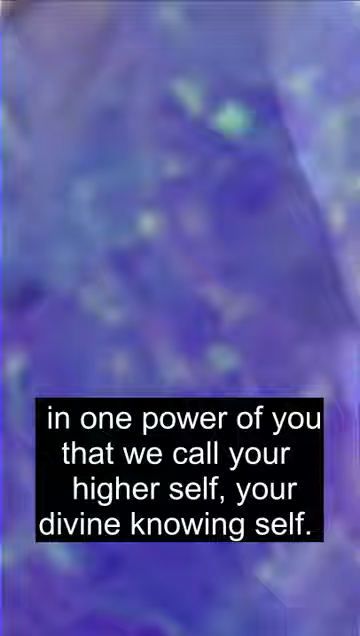 in one power of you
that we call your
higher self, your
divine knowing self.